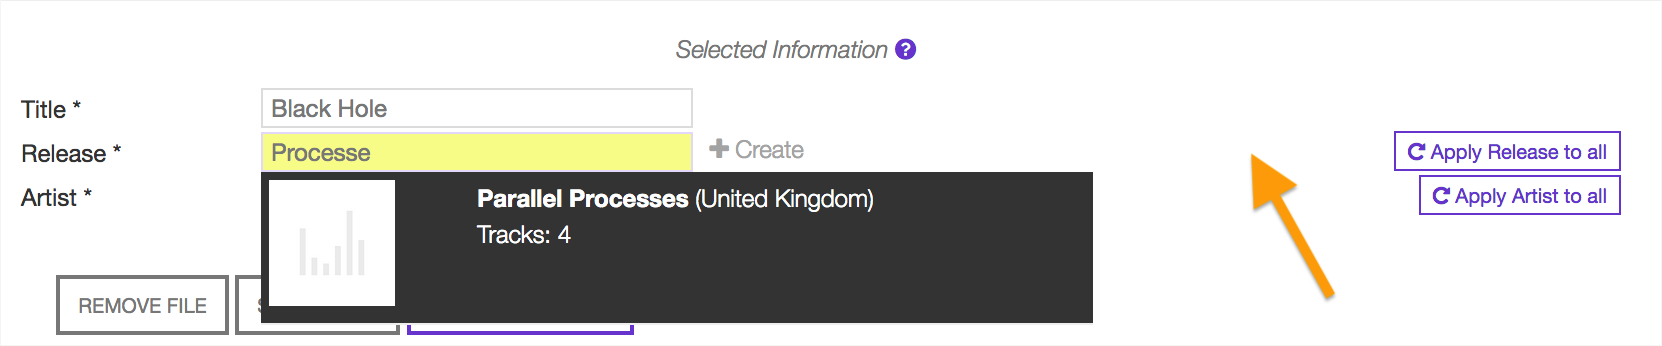 Selected Information ?
Title *
Black Hole
Release *
Processe
Create
Apply Release to all
Artist *
Parallel Processes (United Kingdom)
Tracks: 4
Apply Artist to all
REMOVE FILE